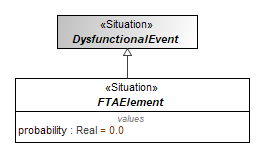 «Situation»
DysfunctionalEvent
«Situation»
FTAElement
values
probability : Real = 0.0